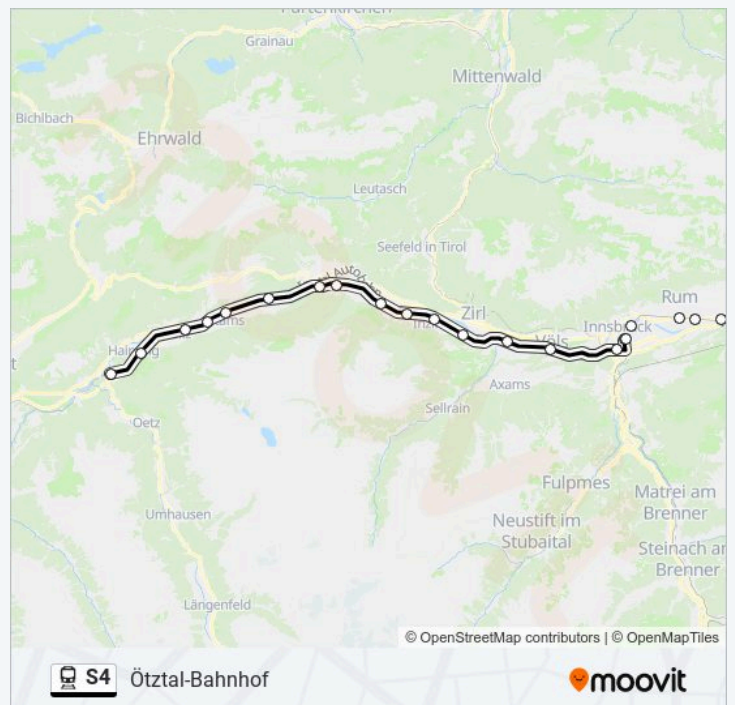 Grainau
Mittenwald
Bichlbach
Ehrwald
Leutasch
Seefeld in Tirol
Zirl
Rum
Innsbruck
Völs
Axams
Sellrain
Oetz
Umhausen
Fulpmes
Matrei am
Brenner
Neustift im
Stubaital
Steinach am
Brenner
Längenfeld
© OpenStreetMap contributors | © OpenMapTiles
S4
Ötztal-Bahnhof
moovit